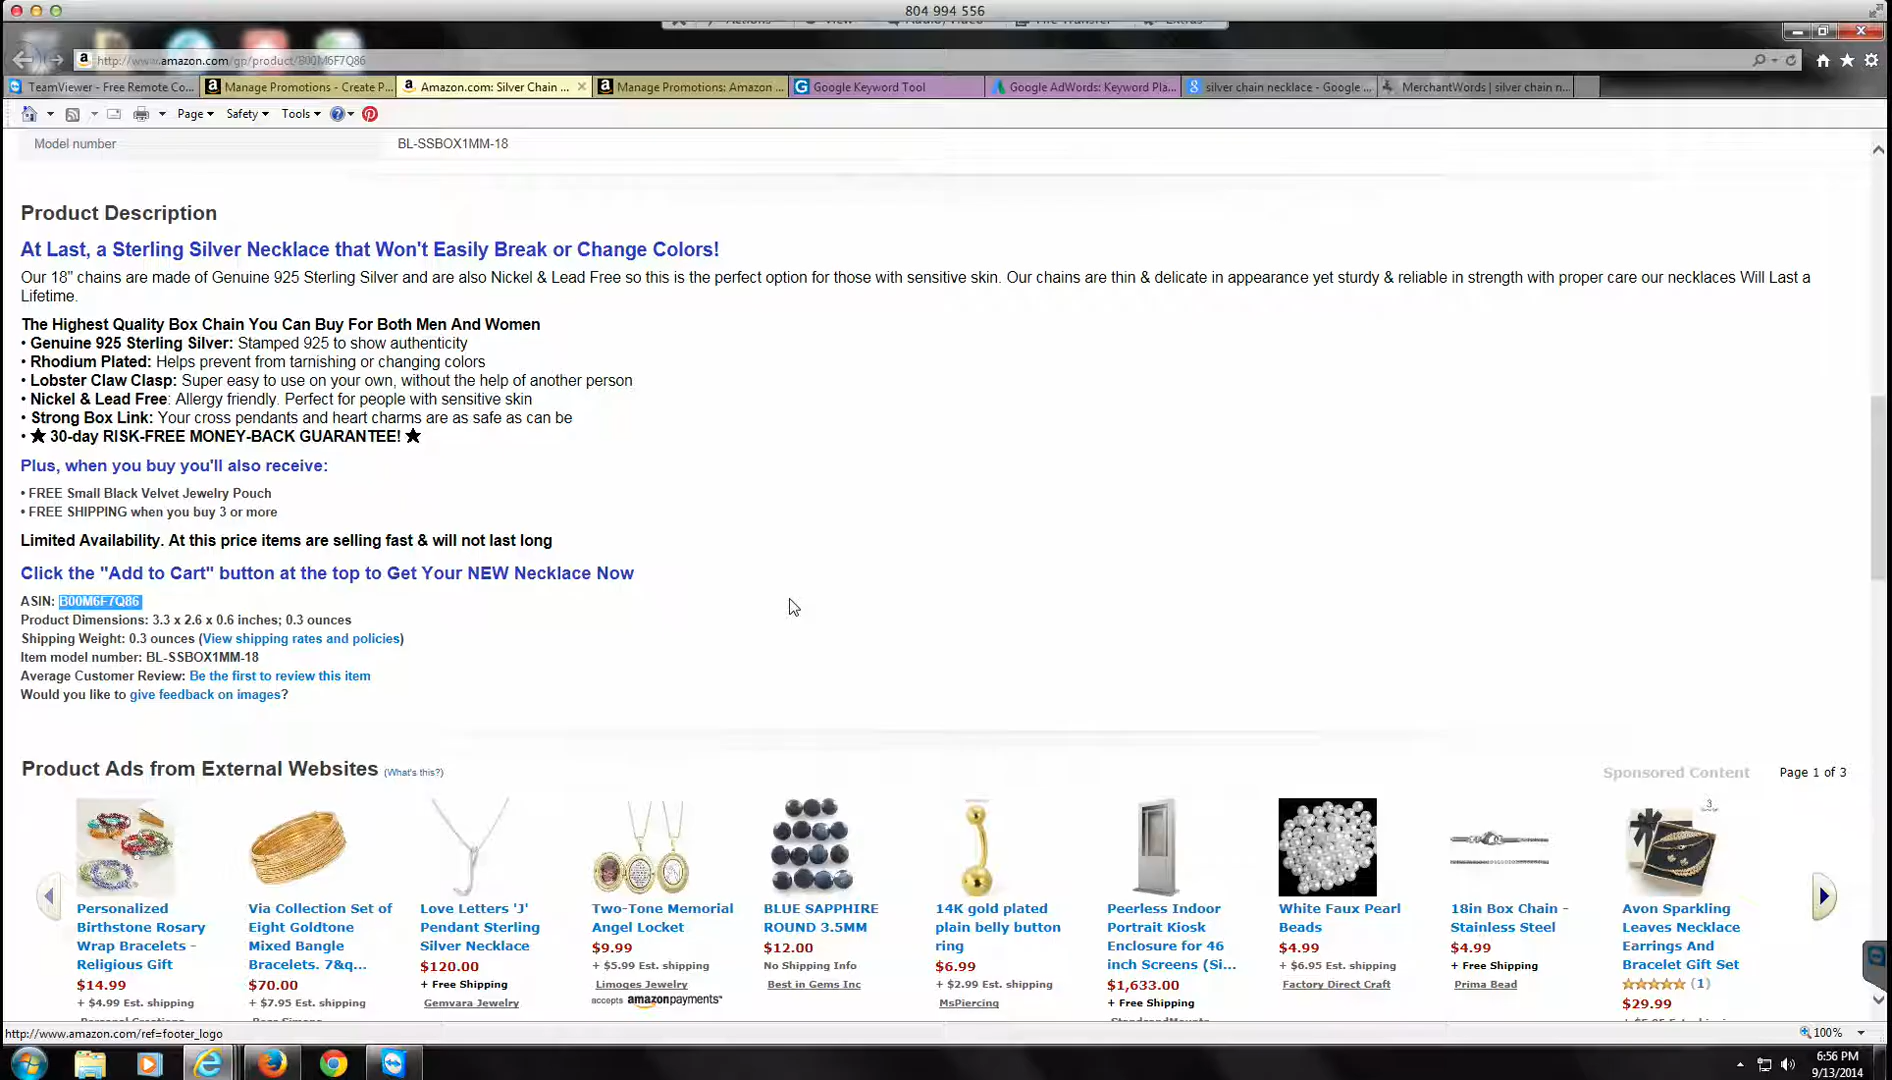 804 994 556
Actions View Audio/Video File Transfer Extras
http://www.amazon.com/gp/product/B00M6F7Q86
TeamViewer - Free Remote Co... Manage Promotions - Create P... Amazon.com: Silver Chain ... Manage Promotions: Amazon ... Google Keyword Tool Google AdWords: Keyword Pla... silver chain necklace - Google ... MerchantWords | silver chain n...
Page Safety Tools
Model number BL-SSBOX1MM-18
Product Description
At Last, a Sterling Silver Necklace that Won't Easily Break or Change Colors!
Our 18" chains are made of Genuine 925 Sterling Silver and are also Nickel & Lead Free so this is the perfect option for those with sensitive skin. Our chains are thin & delicate in appearance yet sturdy & reliable in strength with proper care our necklaces Will Last a
Lifetime.
The Highest Quality Box Chain You Can Buy For Both Men And Women
• Genuine 925 Sterling Silver: Stamped 925 to show authenticity
• Rhodium Plated: Helps prevent from tarnishing or changing colors
• Lobster Claw Clasp: Super easy to use on your own, without the help of another person
• Nickel & Lead Free: Allergy friendly. Perfect for people with sensitive skin
• Strong Box Link: Your cross pendants and heart charms are as safe as can be
• ★ 30-day RISK-FREE MONEY-BACK GUARANTEE! ★
Plus, when you buy you'll also receive:
• FREE Small Black Velvet Jewelry Pouch
• FREE SHIPPING when you buy 3 or more
Limited Availability. At this price items are selling fast & will not last long
Click the "Add to Cart" button at the top to Get Your NEW Necklace Now
ASIN: B00M6F7Q86
Product Dimensions: 3.3 x 2.6 x 0.6 inches; 0.3 ounces
Shipping Weight: 0.3 ounces (View shipping rates and policies)
Item model number: BL-SSBOX1MM-18
Average Customer Review: Be the first to review this item
Would you like to give feedback on images?
Product Ads from External Websites (What's this?) Sponsored Content Page 1 of 3
Personalized
Birthstone Rosary
Wrap Bracelets -
Religious Gift
$14.99
+ $4.99 Est. shipping
Personal Creations
Via Collection Set of
Eight Goldtone
Mixed Bangle
Bracelets. 7&q...
$70.00
+ $7.95 Est. shipping
Ross-Simons
Love Letters 'J'
Pendant Sterling
Silver Necklace
$120.00
+ Free Shipping
Gemvara Jewelry
Two-Tone Memorial
Angel Locket
$9.99
+ $5.99 Est. shipping
Limoges Jewelry
accepts amazonpayments
BLUE SAPPHIRE
ROUND 3.5MM
$12.00
No Shipping Info
Best in Gems Inc
14K gold plated
plain belly button
ring
$6.99
+ $2.99 Est. shipping
MsPiercing
Peerless Indoor
Portrait Kiosk
Enclosure for 46
inch Screens (Si...
$1,633.00
+ Free Shipping
StandsandMounts
White Faux Pearl
Beads
$4.99
+ $6.95 Est. shipping
Factory Direct Craft
18in Box Chain -
Stainless Steel
$4.99
+ Free Shipping
Prima Bead
3
Avon Sparkling
Leaves Necklace
Earrings And
Bracelet Gift Set
(1)
$29.99
http://www.amazon.com/ref=footer_logo 100%
6:56 PM
9/13/2014